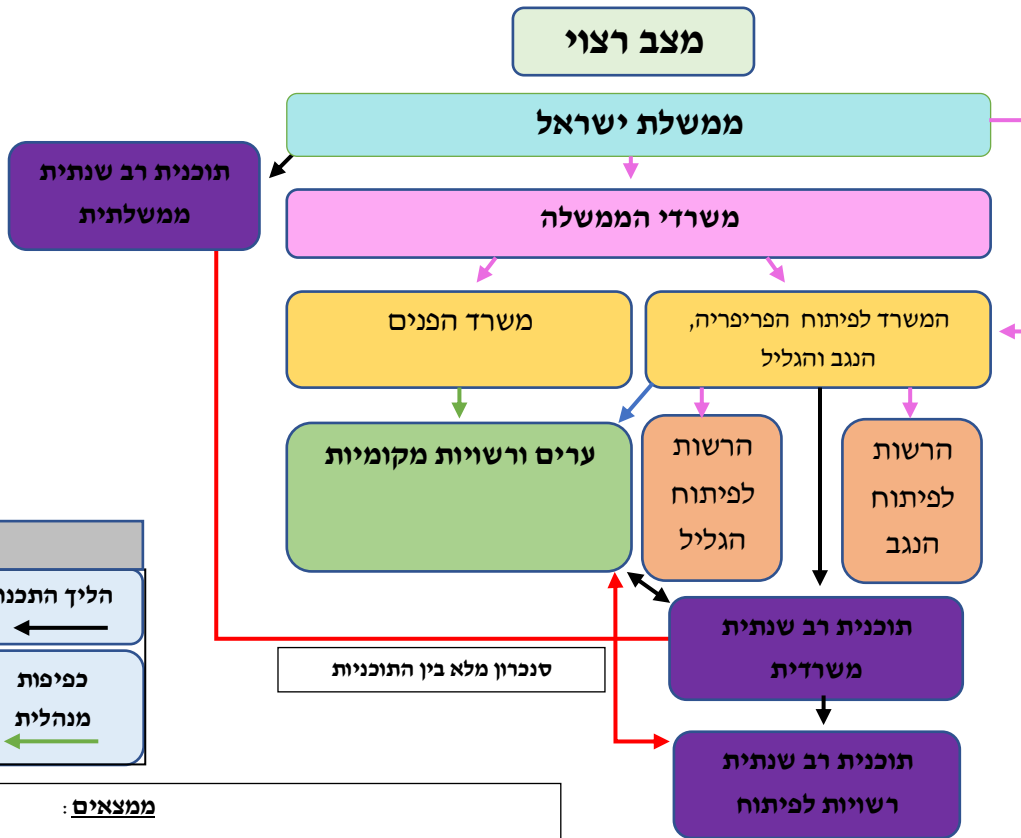 מצב רצוי
ממשלת ישראל
תוכנית רב שנתית
ממשלתית
משרדי הממשלה
המשרד לפיתוח הפריפריה,
הנגב והגליל
משרד הפנים
הרשות
לפיתוח
הנגב
הרשות
לפיתוח
הגליל
ערים ורשויות מקומיות
תוכנית רב שנתית
משרדית
סנכרון מלא בין התוכניות
תוכנית רב שנתית
רשויות לפיתוח
הליך
כפיפות
מנהלית
ממצאים: